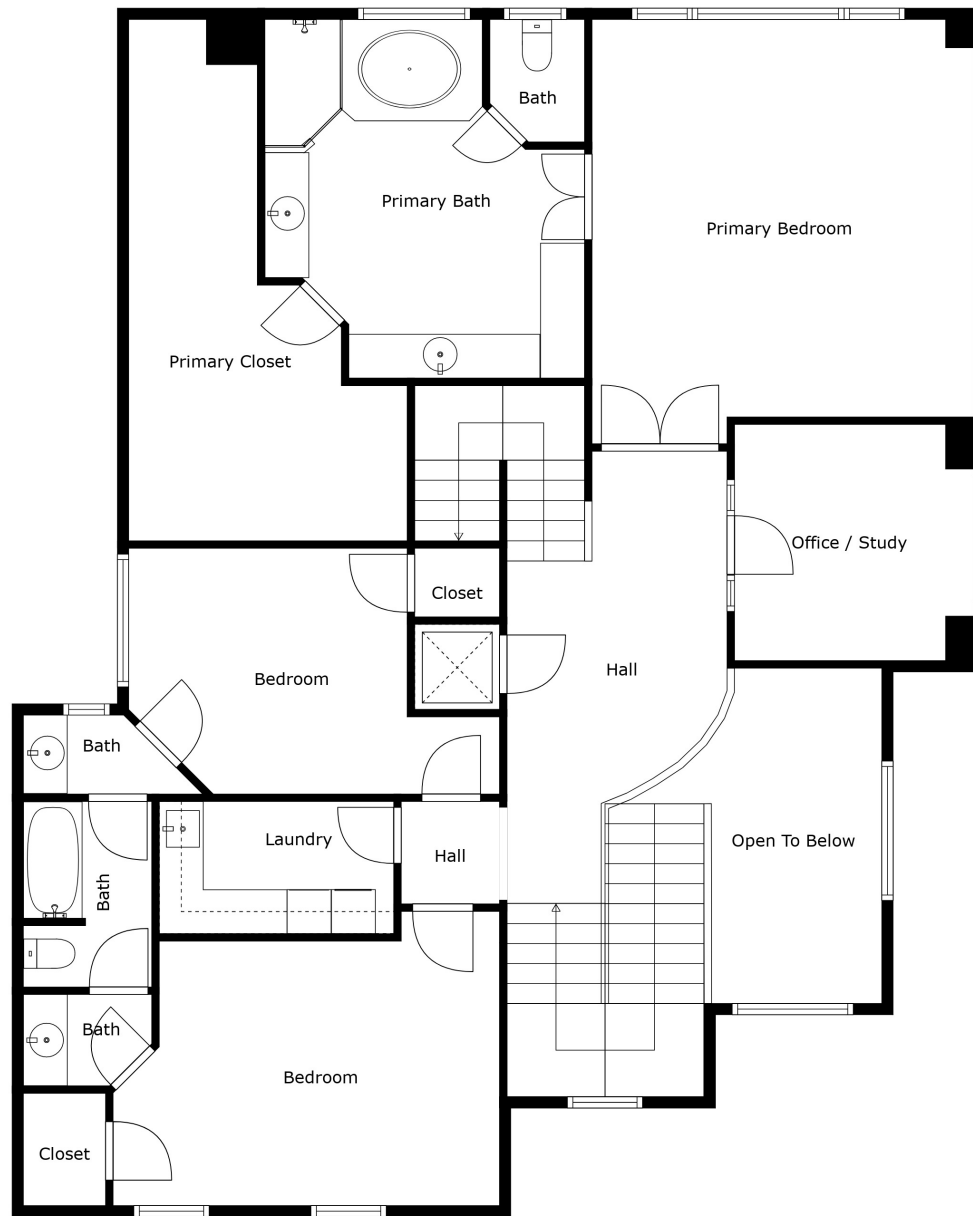 Bath
Primary Bath
Primary Bedroom
Primary Closet
Office / Study
Closet
Hall
Bedroom
Bath
Laundry
Open To Below
Hall
Bath
Bath
Bedroom
Closet